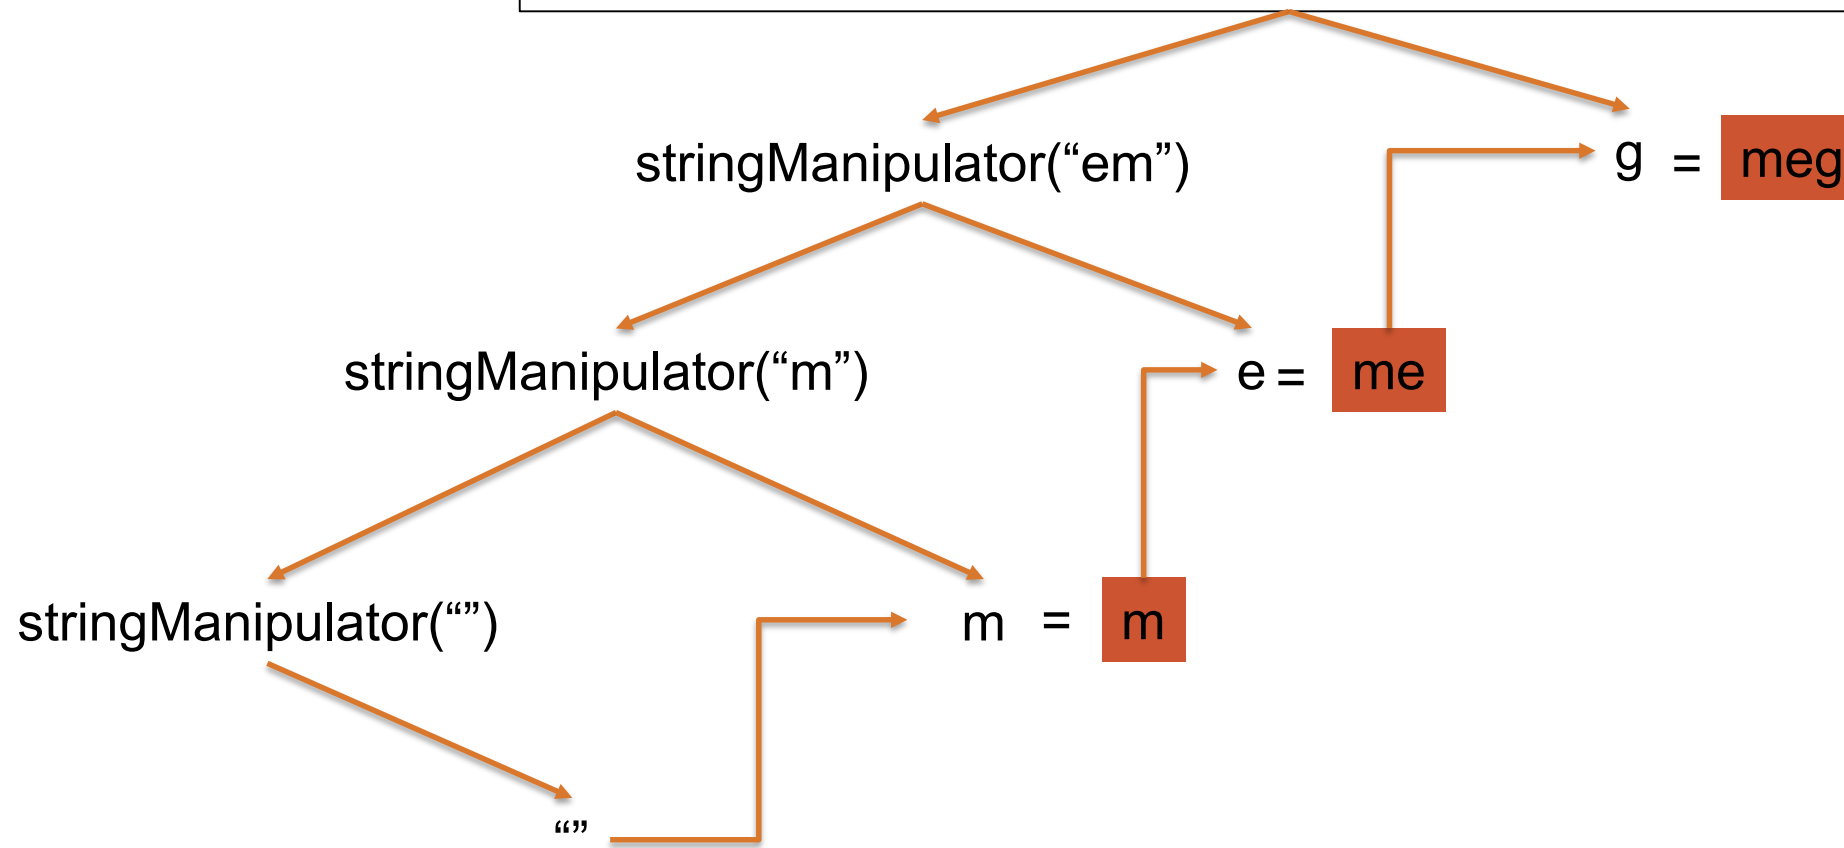 stringManipulator(“em”) g = meg
stringManipulator(“m”) e = me
stringManipulator(“”) m = m
“”